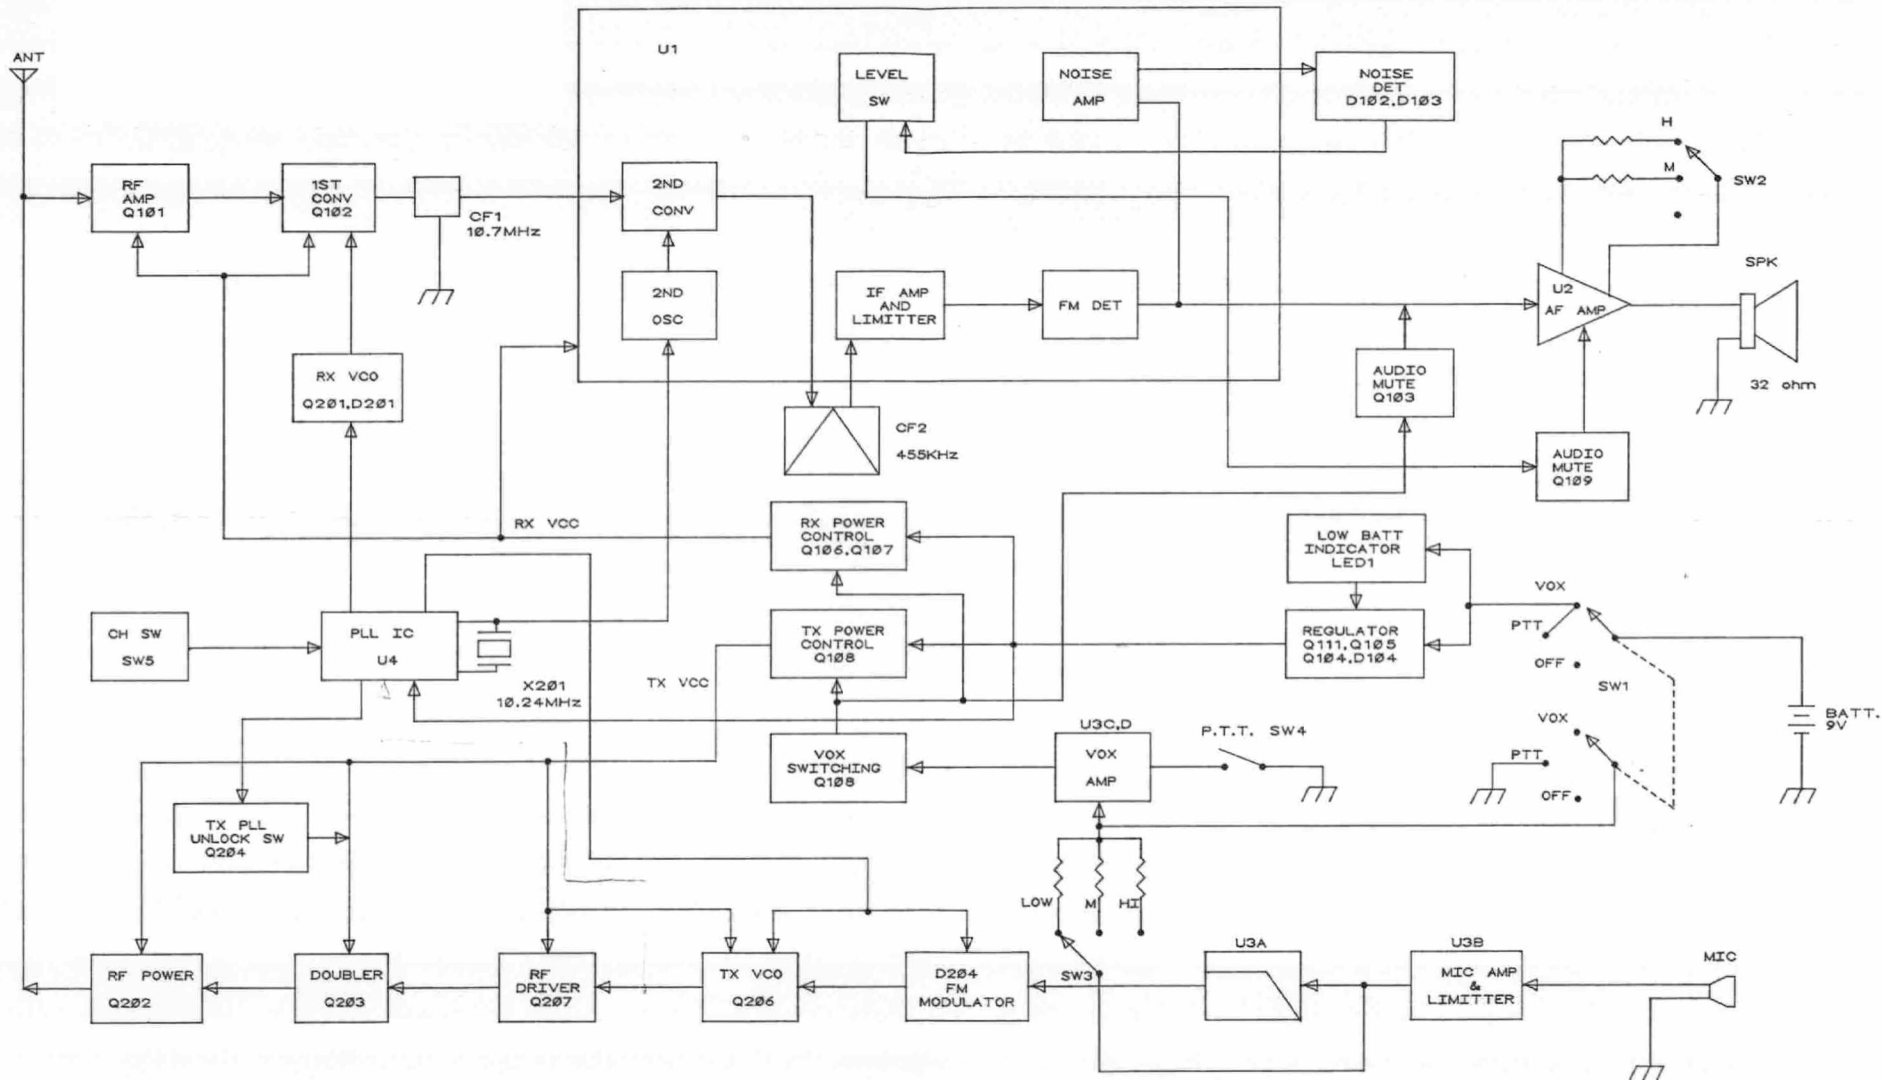 ANT
U1
LEVEL
SW
NOISE
AMP
NOISE
DET
D102,D103
H
M
SW2
RF
AMP
Q101
1ST
CONV
Q102
CF1
10.7MHz
2ND
CONV
2ND
OSC
IF AMP
AND
LIMITTER
FM DET
U2
AF AMP
SPK
32 ohm
RX VCO
Q201,D201
AUDIO
MUTE
Q103
CF2
455KHz
AUDIO
MUTE
Q109
RX VCC
RX POWER
CONTROL
Q106,Q107
LOW BATT
INDICATOR
LED1
VOX
PTT
OFF
SW1
CH SW
SW5
PLL IC
U4
X201
10.24MHz
TX VCC
TX POWER
CONTROL
Q108
REGULATOR
Q111,Q105
Q104,D104
VOX
PTT
OFF
BATT.
9V
VOX
SWITCHING
Q108
U3C,D
VOX
AMP
P.T.T. SW4
TX PLL
UNLOCK SW
Q204
LOW
M
HI
SW3
RF POWER
Q202
DOUBLER
Q203
RF
DRIVER
Q207
TX VCO
Q206
D204
FM
MODULATOR
U3A
U3B
MIC AMP
&
LIMITTER
MIC